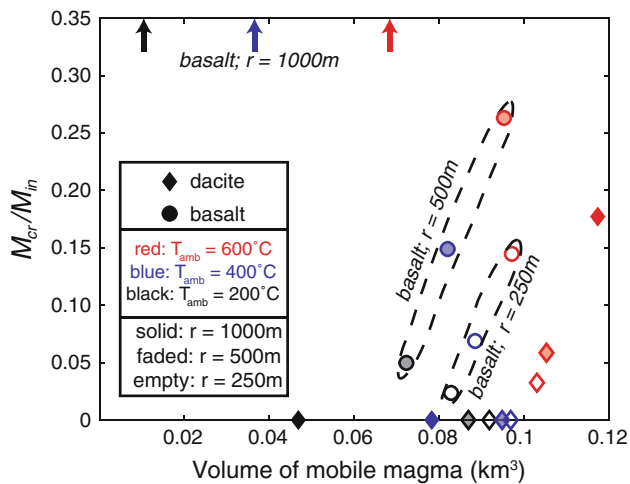 0.35
0.30
0.25
0.20
0.15
0.10
0.05
0
M_cr/M_in
basalt; r = 1000m
dacite
basalt
red: T_amb = 600°C
blue: T_amb = 400°C
black: T_amb = 200°C
solid: r = 1000m
faded: r = 500m
empty: r = 250m
basalt; r = 500m
basalt; r = 250m
0.02
0.04
0.06
0.08
0.1
0.12
Volume of mobile magma (km³)